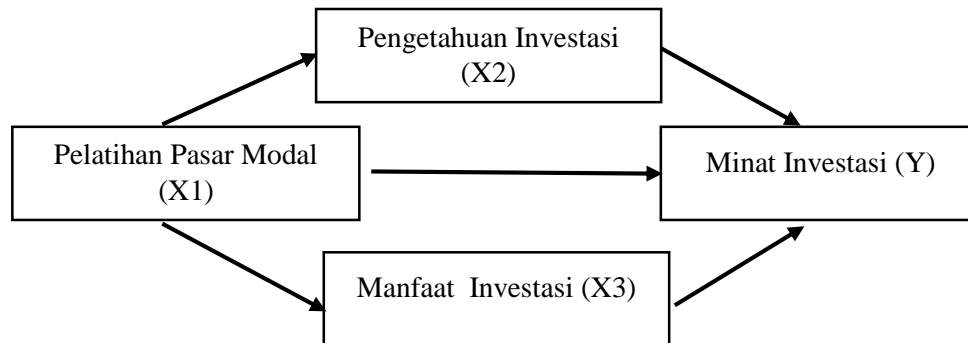 Pengetahuan Investasi
(X2)
Pelatihan Pasar Modal
(X1)
Minat Investasi (Y)
Manfaat  Investasi (X3)